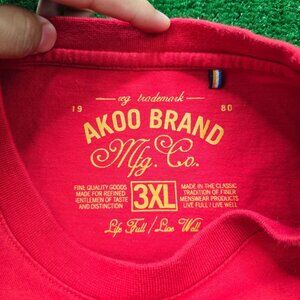 reg trademark
19 80
AKOO BRAND
Mfg. Co.
FINE QUALITY GOODS
MADE FOR REFINED
GENTLEMEN OF TASTE
AND DISTINCTION
3XL
MADE IN THE CLASSIC
TRADITION OF FINER
MENSWEAR PRODUCTS
LIVE FULL / LIVE WELL
Life Full / Live Well